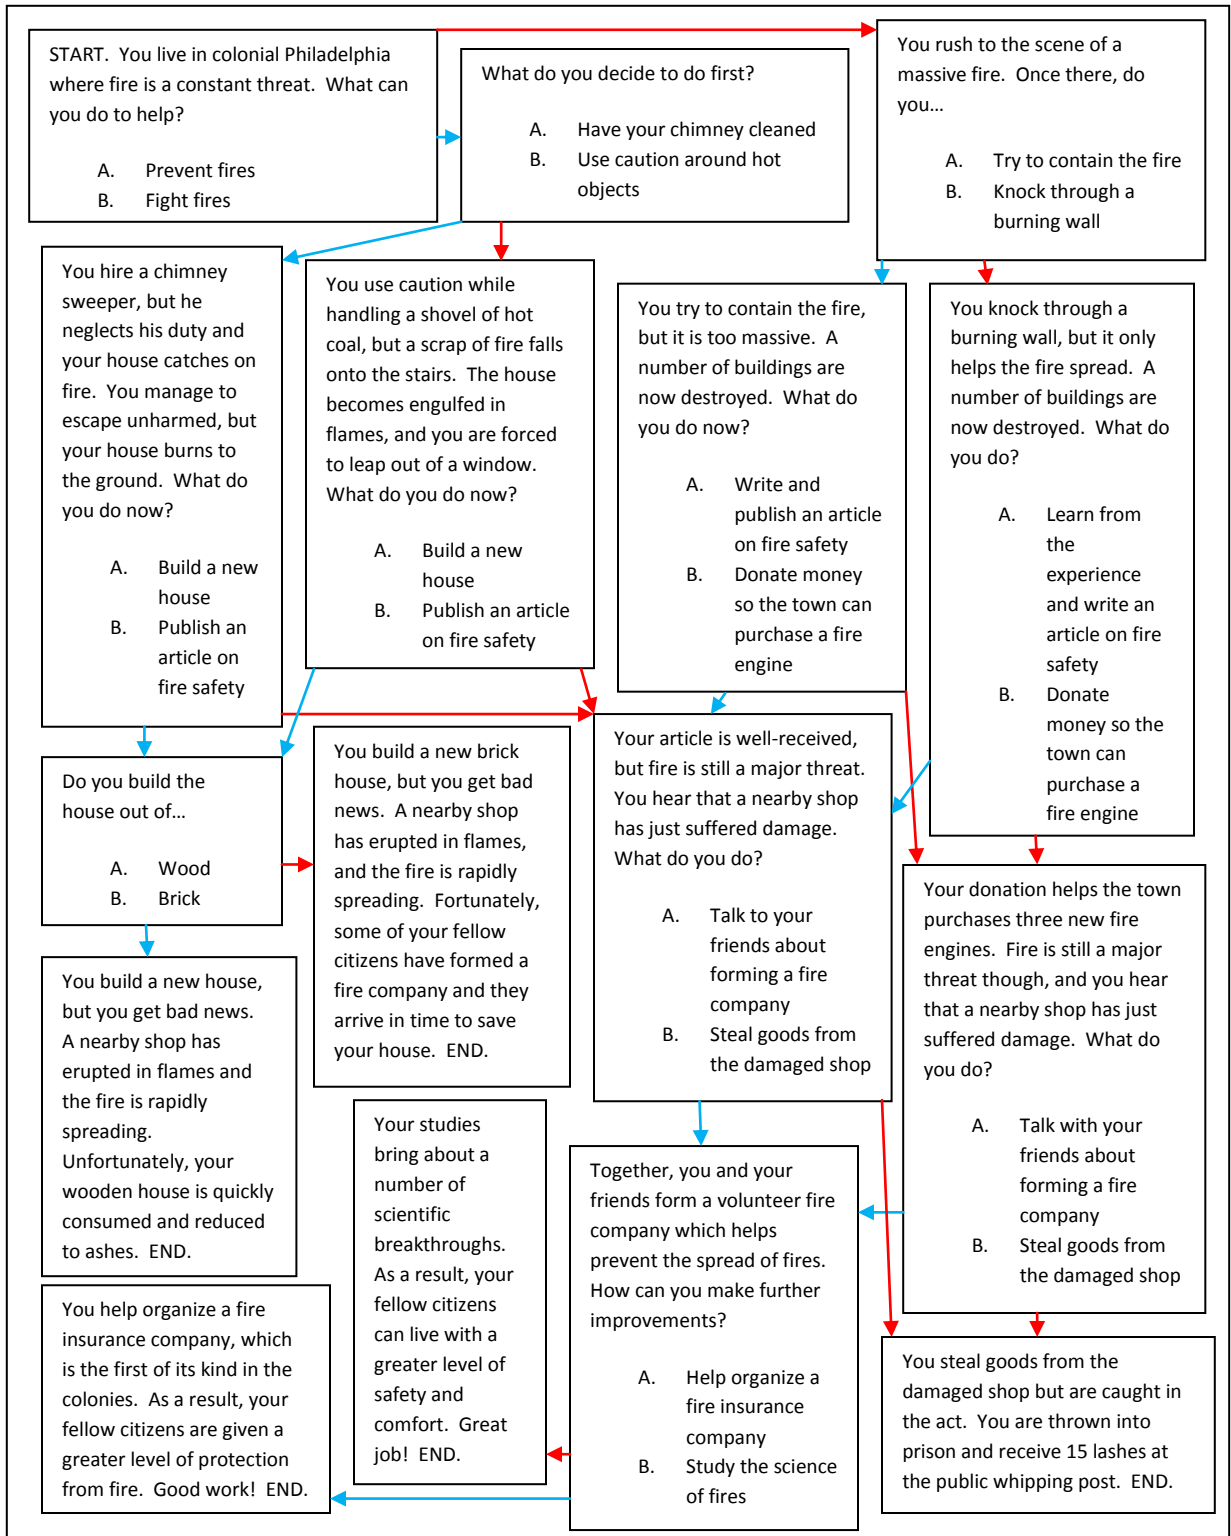 START. You live in colonial Philadelphia
where fire is a constant threat. What can
you do to help?
A. Prevent fires
B. Fight fires
What do you decide to do first?
A. Have your chimney cleaned
B. Use caution around hot
objects
You rush to the scene of a
massive fire. Once there, do
you…
A. Try to contain the fire
B. Knock through a
burning wall
You hire a chimney
sweeper, but he
neglects his duty and
your house catches on
fire. You manage to
escape unharmed, but
your house burns to
the ground. What do
you do now?
A. Build a new
house
B. Publish an
article on
fire safety
You use caution while
handling a shovel of hot
coal, but a scrap of fire falls
onto the stairs. The house
becomes engulfed in
flames, and you are forced
to leap out of a window.
What do you do now?
A. Build a new
house
B. Publish an article
on fire safety
You try to contain the fire,
but it is too massive. A
number of buildings are
now destroyed. What do
you do now?
A. Write and
publish an article
on fire safety
B. Donate money
so the town can
purchase a fire
engine
You knock through a
burning wall, but it only
helps the fire spread. A
number of buildings are
now destroyed. What do
you do?
A. Learn from
the
experience
and write an
article on fire
safety
B. Donate
money so the
town can
purchase a
fire engine
Do you build the
house out of…
A. Wood
B. Brick
You build a new brick
house, but you get bad
news. A nearby shop
has erupted in flames,
and the fire is rapidly
spreading. Fortunately,
some of your fellow
citizens have formed a
fire company and they
arrive in time to save
your house. END.
Your article is well-received,
but fire is still a major threat.
You hear that a nearby shop
has just suffered damage.
What do you do?
A. Talk to your
friends about
forming a fire
company
B. Steal goods from
the damaged shop
Your donation helps the town
purchases three new fire
engines. Fire is still a major
threat though, and you hear
that a nearby shop has just
suffered damage. What do
you do?
A. Talk with your
friends about
forming a fire
company
B. Steal goods from
the damaged shop
You build a new house,
but you get bad news.
A nearby shop has
erupted in flames and
the fire is rapidly
spreading.
Unfortunately, your
wooden house is quickly
consumed and reduced
to ashes. END.
Your studies
bring about a
number of
scientific
breakthroughs.
As a result, your
fellow citizens
can live with a
greater level of
safety and
comfort. Great
job! END.
Together, you and your
friends form a volunteer fire
company which helps
prevent the spread of fires.
How can you make further
improvements?
A. Help organize a
fire insurance
company
B. Study the science
of fires
You help organize a fire
insurance company, which
is the first of its kind in the
colonies. As a result, your
fellow citizens are given a
greater level of protection
from fire. Good work! END.
You steal goods from the
damaged shop but are caught in
the act. You are thrown into
prison and receive 15 lashes at
the public whipping post. END.